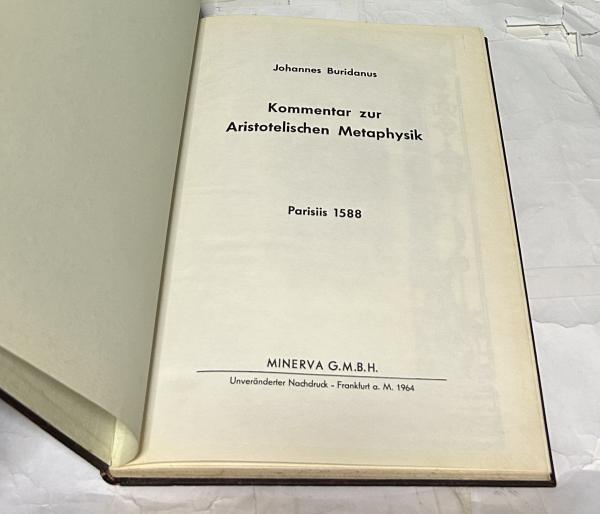 Johannes Buridanus
Kommentar zur
Aristotelischen Metaphysik
Parisiis 1588
MINERVA G.M.B.H.
Unveränderter Nachdruck – Frankfurt a. M. 1964